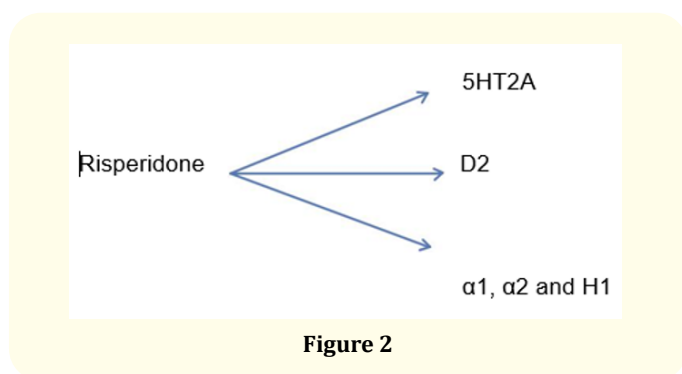 5HT2A
Risperidone
D2
α1, α2 and H1
Figure 2